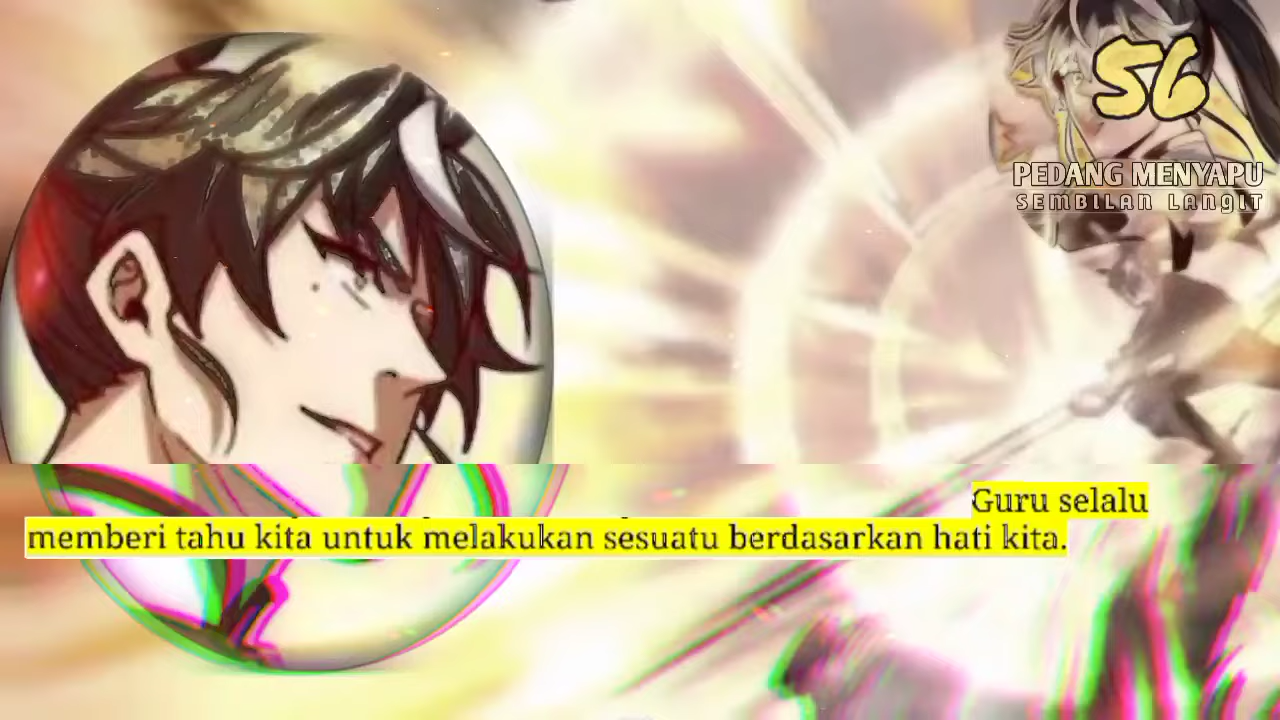 56
PEDANG MENYAPU
SEMBILAN LANGIT
Guru selalu
memberi tahu kita untuk melakukan sesuatu berdasarkan hati kita.